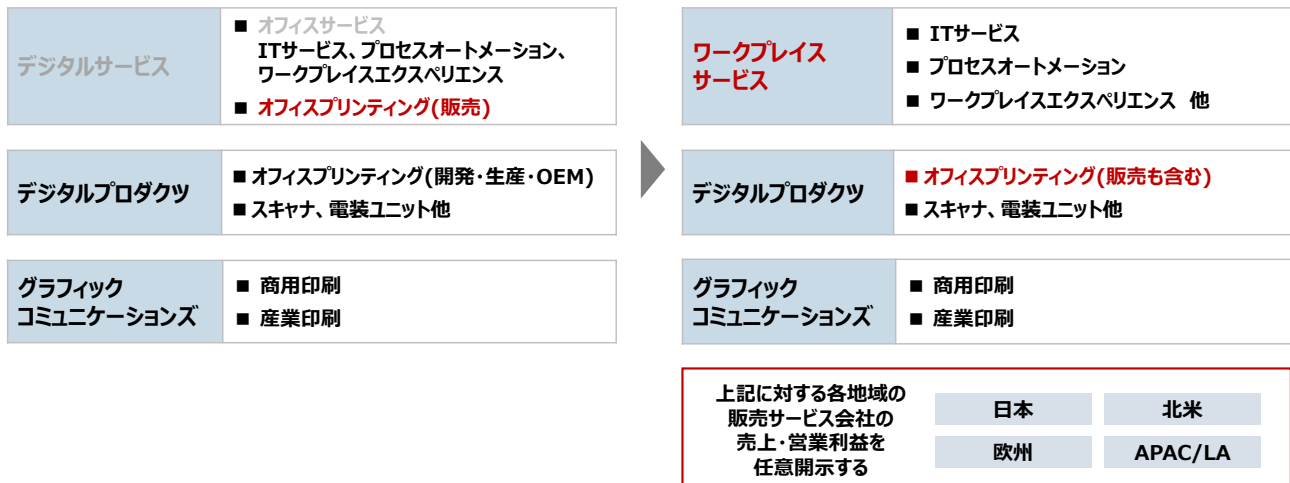 デジタルサービス
■ オフィスサービス
ITサービス、プロセスオートメーション、
ワークプレイスエクスペリエンス
■ オフィスプリンティング(販売)
デジタルプロダクツ
■ オフィスプリンティング(開発・生産・OEM)
■ スキャナ、電装ユニット他
グラフィック
コミュニケーションズ
■ 商用印刷
■ 産業印刷
ワークプレイス
サービス
■ ITサービス
■ プロセスオートメーション
■ ワークプレイスエクスペリエンス 他
デジタルプロダクツ
■ オフィスプリンティング(販売も含む)
■ スキャナ、電装ユニット他
グラフィック
コミュニケーションズ
■ 商用印刷
■ 産業印刷
上記に対する各地域の
販売サービス会社の
売上・営業利益を
任意開示する
日本
北米
欧州
APAC/LA